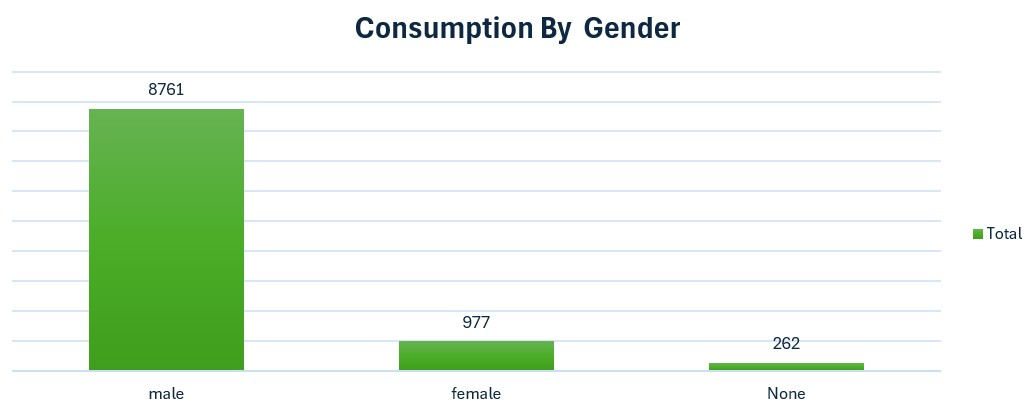 Consumption By  Gender
8761
977
262
male
female
None
Total